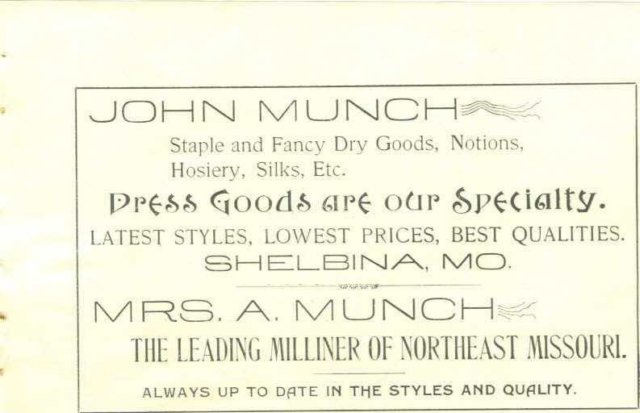 JOHN MUNCH
Staple and Fancy Dry Goods, Notions,
Hosiery, Silks, Etc.
Dress Goods are our Specialty.
LATEST STYLES, LOWEST PRICES, BEST QUALITIES.
SHELBINA, MO.
MRS. A. MUNCH
THE LEADING MILLINER OF NORTHEAST MISSOURI.
ALWAYS UP TO DATE IN THE STYLES AND QUALITY.